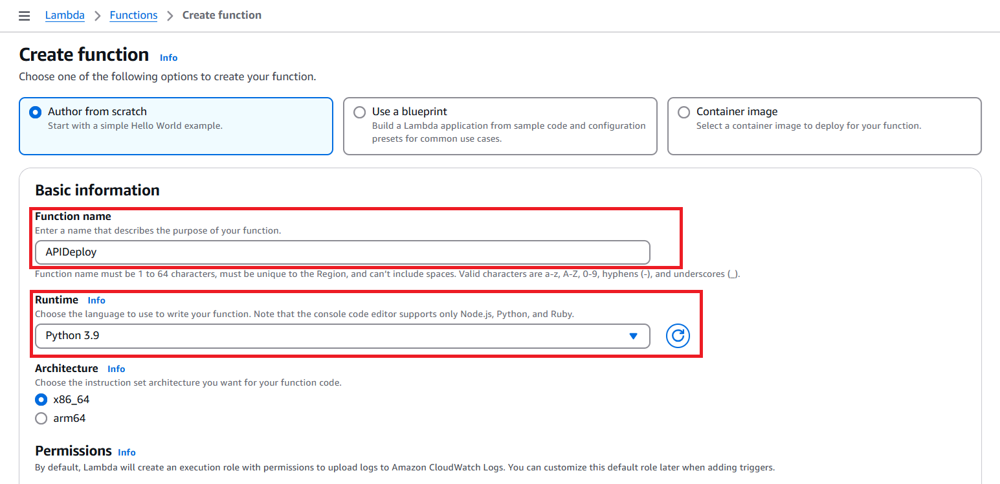 Lambda > Functions > Create function
Create function Info
Choose one of the following options to create your function.
Author from scratch
Start with a simple Hello World example.
Use a blueprint
Build a Lambda application from sample code and configuration
presets for common use cases.
Container image
Select a container image to deploy for your function.
Basic information
Function name
Enter a name that describes the purpose of your function.
APIDeploy
Function name must be 1 to 64 characters, must be unique to the Region, and can't include spaces. Valid characters are a-z, A-Z, 0-9, hyphens (-), and underscores (_).
Runtime Info
Choose the language to use to write your function. Note that the console code editor supports only Node.js, Python, and Ruby.
Python 3.9
Architecture Info
Choose the instruction set architecture you want for your function code.
x86_64
arm64
Permissions Info
By default, Lambda will create an execution role with permissions to upload logs to Amazon CloudWatch Logs. You can customize this default role later when adding triggers.